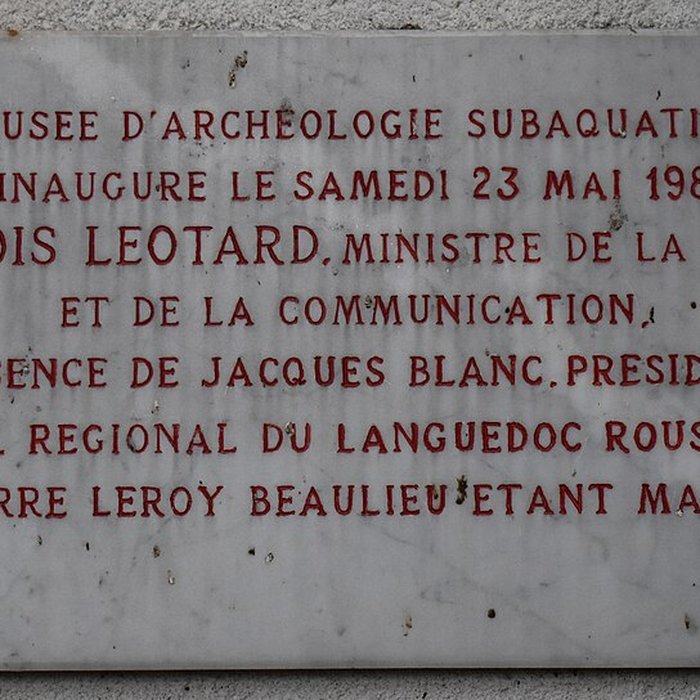 USEE D'ARCHEOLOGIE SUBAQUATI
INAUGURE LE SAMEDI 23 MAI 198
OIS LEOTARD, MINISTRE DE LA
ET DE LA COMMUNICATION,
SENCE DE JACQUES BLANC, PRESID
L REGIONAL DU LANGUEDOC ROUS
RRE LEROY BEAULIEU ETANT MA